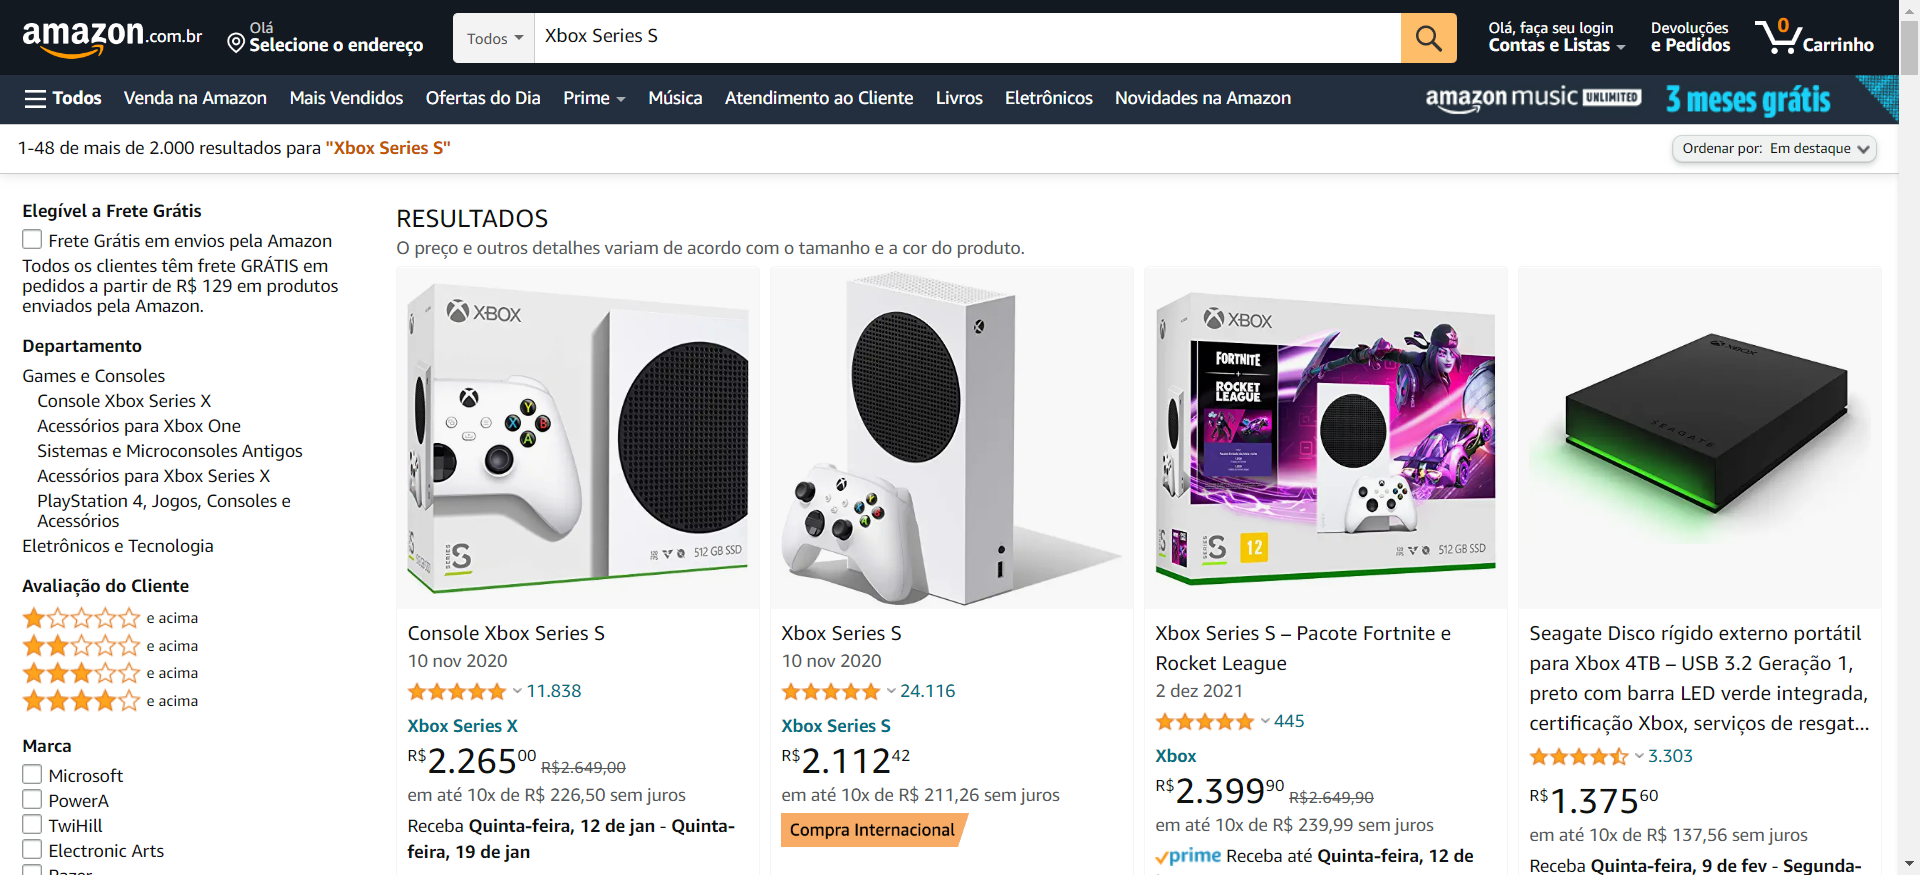 amazon.com.br
Olá
Selecione o endereço
Todos
Xbox Series S
Olá, faça seu login
Contas e Listas
Devoluções
e Pedidos
0
Carrinho
Todos
Venda na Amazon
Mais Vendidos
Ofertas do Dia
Prime
Música
Atendimento ao Cliente
Livros
Eletrônicos
Novidades na Amazon
amazon music UNLIMITED
3 meses grátis
1-48 de mais de 2.000 resultados para "Xbox Series S"
Ordenar por: Em destaque
Elegível a Frete Grátis
Frete Grátis em envios pela Amazon
Todos os clientes têm frete GRÁTIS em
pedidos a partir de R$ 129 em produtos
enviados pela Amazon.
Departamento
Games e Consoles
Console Xbox Series X
Acessórios para Xbox One
Sistemas e Microconsoles Antigos
Acessórios para Xbox Series X
PlayStation 4, Jogos, Consoles e
Acessórios
Eletrônicos e Tecnologia
Avaliação do Cliente
e acima
e acima
e acima
e acima
Marca
Microsoft
PowerA
TwiHill
Electronic Arts
Razer
RESULTADOS
O preço e outros detalhes variam de acordo com o tamanho e a cor do produto.
XBOX
Y
X
B
A
SERIES
S
512 GB SSD
Console Xbox Series S
10 nov 2020
11.838
Xbox Series X
R$2.265,00 R$2.649,00
em até 10x de R$ 226,50 sem juros
Receba Quinta-feira, 12 de jan - Quinta-
feira, 19 de jan
Xbox Series S
10 nov 2020
24.116
Xbox Series S
R$2.11242
em até 10x de R$ 211,26 sem juros
Compra Internacional
XBOX
FORTNITE
+
ROCKET
LEAGUE
SERIES
S
12
512 GB SSD
Xbox Series S – Pacote Fortnite e
Rocket League
2 dez 2021
445
Xbox
R$2.39990 R$2.649,90
em até 10x de R$ 239,99 sem juros
prime Receba até Quinta-feira, 12 de
XBOX
SEAGATE
Seagate Disco rígido externo portátil
para Xbox 4TB – USB 3.2 Geração 1,
preto com barra LED verde integrada,
certificação Xbox, serviços de resgat...
3.303
R$1.37560
em até 10x de R$ 137,56 sem juros
Receba Quinta-feira, 9 de fev - Segunda-